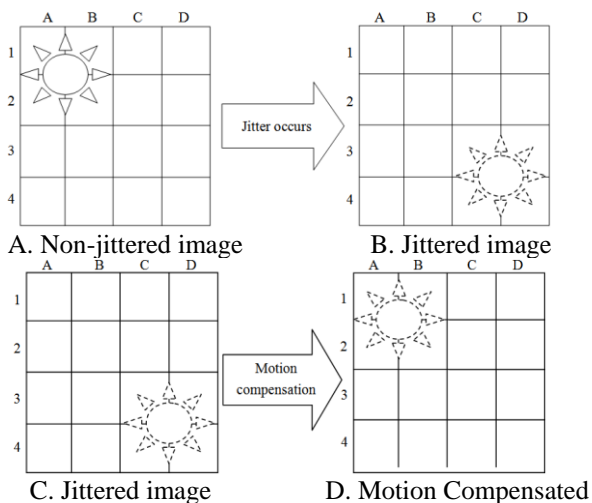 A B C D
A B C D
1
2
3
4
Jitter occurs
1
2
3
4
A. Non-jittered image
B. Jittered image
A B C D
A B C D
1
2
3
4
Motion
compensation
1
2
3
4
C. Jittered image
D. Motion Compensated